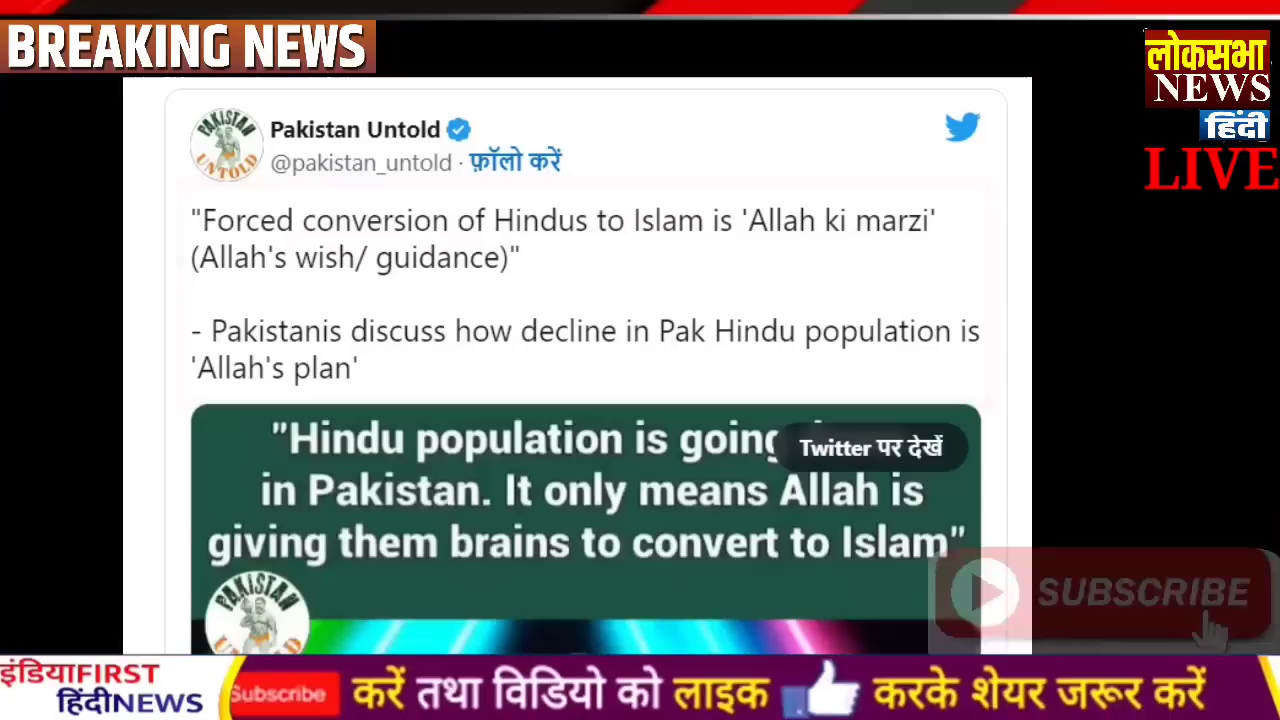 BREAKING NEWS
लोकसभा
NEWS
हिंदी
LIVE
PAKISTAN
UNTOLD
Pakistan Untold
@pakistan_untold · फ़ॉलो करें
"Forced conversion of Hindus to Islam is 'Allah ki marzi'
(Allah's wish/ guidance)"
- Pakistanis discuss how decline in Pak Hindu population is
'Allah's plan'
"Hindu population is going
Twitter पर देखें
in Pakistan. It only means Allah is
giving them brains to convert to Islam"
PAKISTAN
SUBSCRIBE
इंडियाFIRST
हिंदीNEWS
Subscribe करें तथा विडियो को लाइक करके शेयर जरूर करें